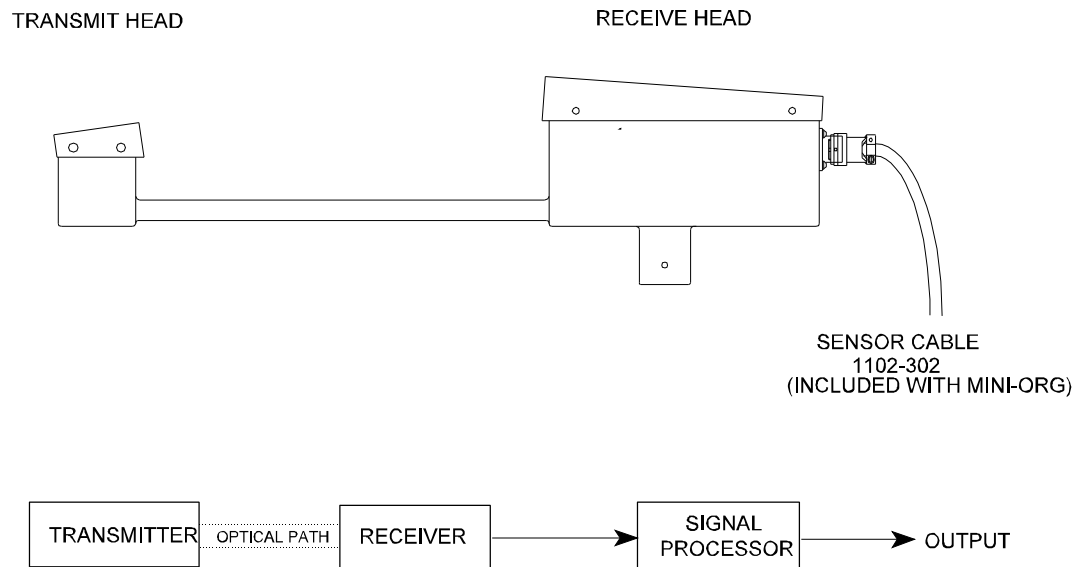 TRANSMIT HEAD
RECEIVE HEAD
SENSOR CABLE
1102-302
(INCLUDED WITH MINI-ORG)
TRANSMITTER
OPTICAL PATH
RECEIVER
SIGNAL
PROCESSOR
OUTPUT